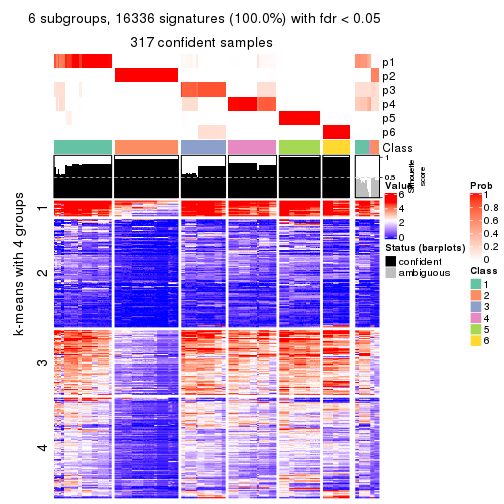 6 subgroups, 16336 signatures (100.0%) with fdr < 0.05
317 confident samples
p1
p2
p3
p4
p5
p6
Class
1
0.5
0
Silhouette
score
k-means with 4 groups
1
2
3
4
Value
6
4
2
0
Status (barplots)
confident
ambiguous
Prob
1
0.8
0.6
0.4
0.2
0
Class
1
2
3
4
5
6